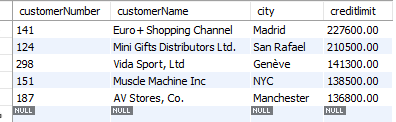 customerNumber customerName city creditlimit
141 Euro+ Shopping Channel Madrid 227600.00
124 Mini Gifts Distributors Ltd. San Rafael 210500.00
298 Vida Sport, Ltd Genève 141300.00
151 Muscle Machine Inc NYC 138500.00
187 AV Stores, Co. Manchester 136800.00
NULL NULL NULL NULL